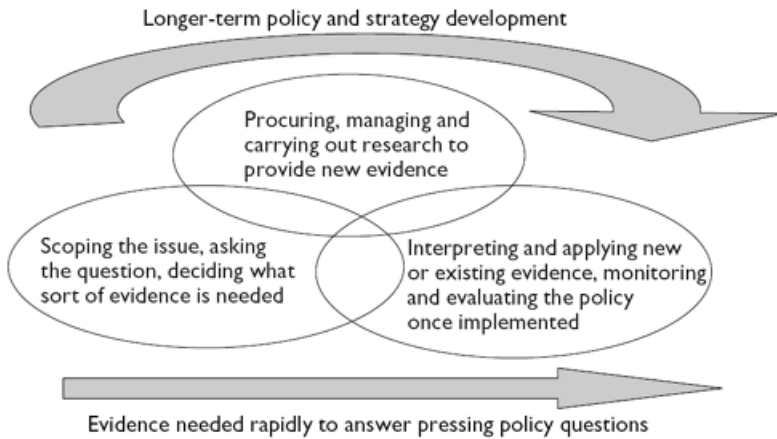 Longer-term policy and strategy development
Procuring, managing and
carrying out research to
provide new evidence
Scoping the issue, asking
the question, deciding what
sort of evidence is needed
Interpreting and applying new
or existing evidence, monitoring
and evaluating the policy
once implemented
Evidence needed rapidly to answer pressing policy questions